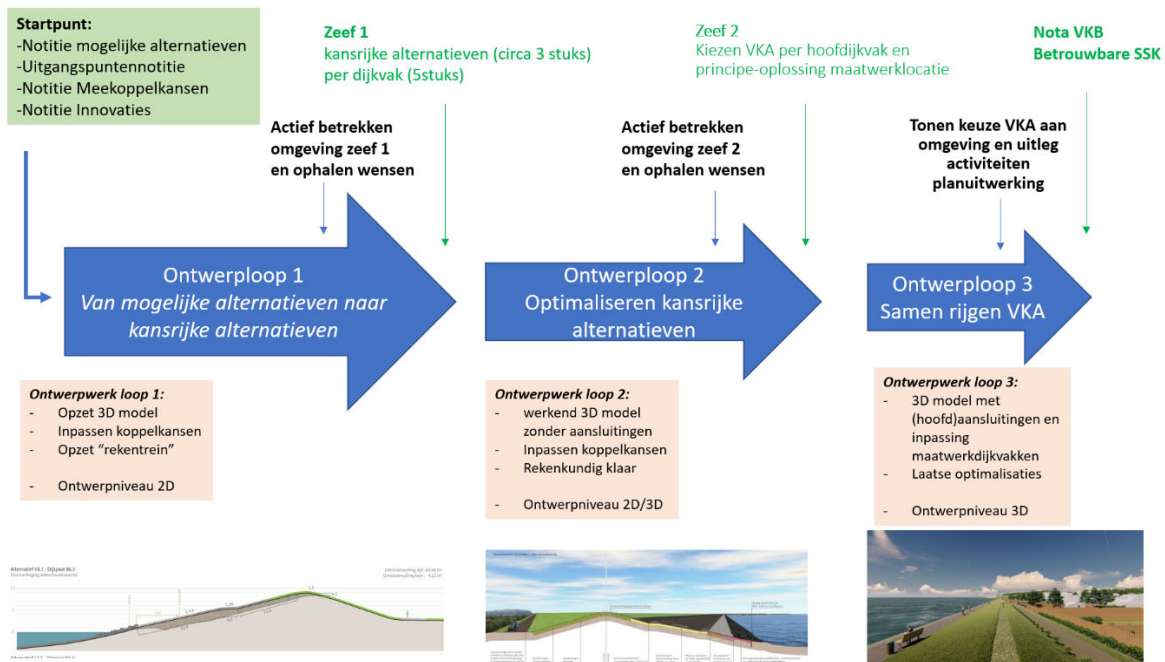 Startpunt:
-Notitie mogelijke alternatieven
-Uitgangspuntennotitie
-Notitie Meekoppelkansen
-Notitie Innovaties
Zeef 1
kansrijke alternatieven (circa 3 stuks)
per dijkvak (5stuks)
Zeef 2
Kiezen VKA per hoofdijkvak en
principe-oplossing maatwerklocatie
Nota VKB
Betrouwbare SSK
Actief betrekken
omgeving zeef 1
en ophalen wensen
Actief betrekken
omgeving zeef 2
en ophalen wensen
Tonen keuze VKA aan
omgeving en uitleg
activiteiten
planuitwerking
Ontwerploop 1
Van mogelijke alternatieven naar
kansrijke alternatieven
Ontwerploop 2
Optimaliseren kansrijke
alternatieven
Ontwerploop 3
Samen rijgen VKA
Ontwerpwerk loop 1:
- Opzet 3D model
- Inpassen koppelkansen
- Opzet “rekentrein”
- Ontwerpniveau 2D
Ontwerpwerk loop 2:
- werkend 3D model
zonder aansluitingen
- Inpassen koppelkansen
- Rekenkundig klaar
- Ontwerpniveau 2D/3D
Ontwerpwerk loop 3:
- 3D model met
(hoofd)aansluitingen en
inpassing
maatwerkdijkvakken
- Laatse optimalisaties
- Ontwerpniveau 3D